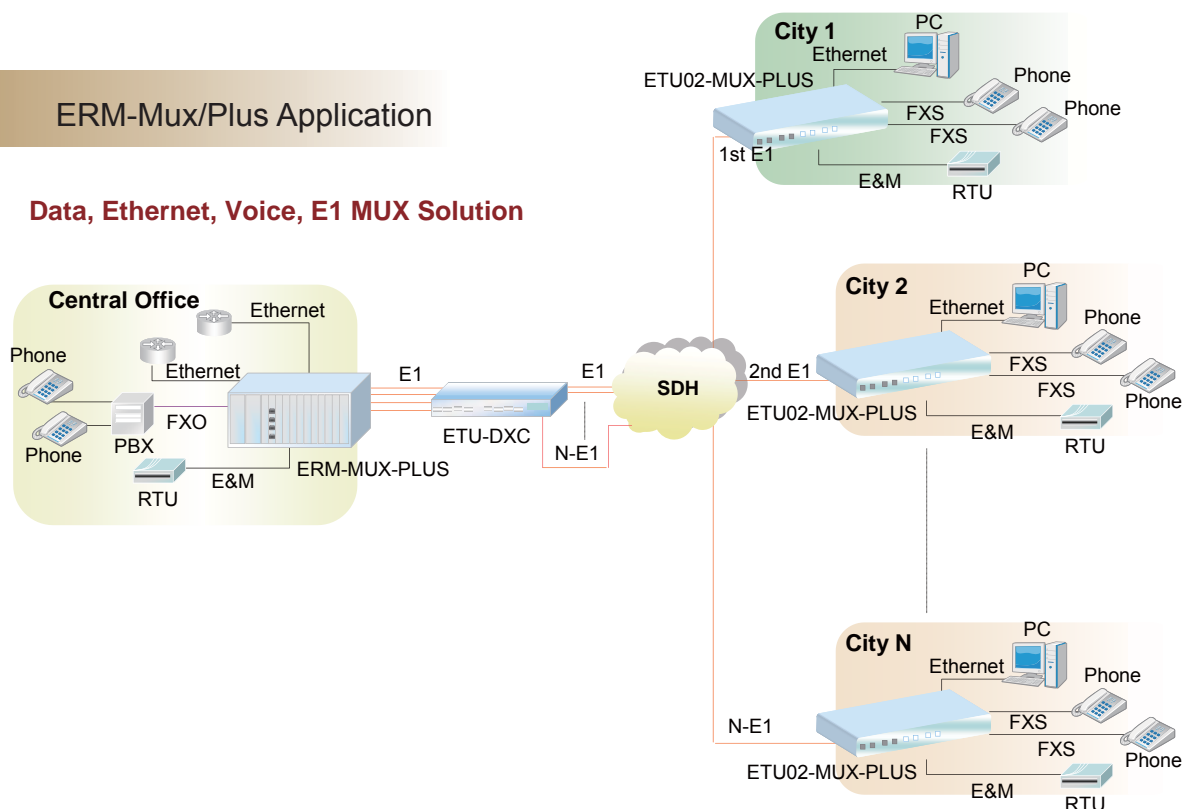 ERM-Mux/Plus Application
Data, Ethernet, Voice, E1 MUX Solution
Central Office
Ethernet
Phone
Ethernet
FXO
PBX
Phone
E&M
RTU
ERM-MUX-PLUS
E1
ETU-DXC
E1
N-E1
SDH
City 1
PC
Ethernet
ETU02-MUX-PLUS
Phone
FXS
Phone
FXS
1st E1
E&M
RTU
City 2
PC
Ethernet
Phone
2nd E1
FXS
FXS
Phone
ETU02-MUX-PLUS
E&M
RTU
City N
PC
Ethernet
Phone
N-E1
FXS
FXS
Phone
ETU02-MUX-PLUS
E&M
RTU